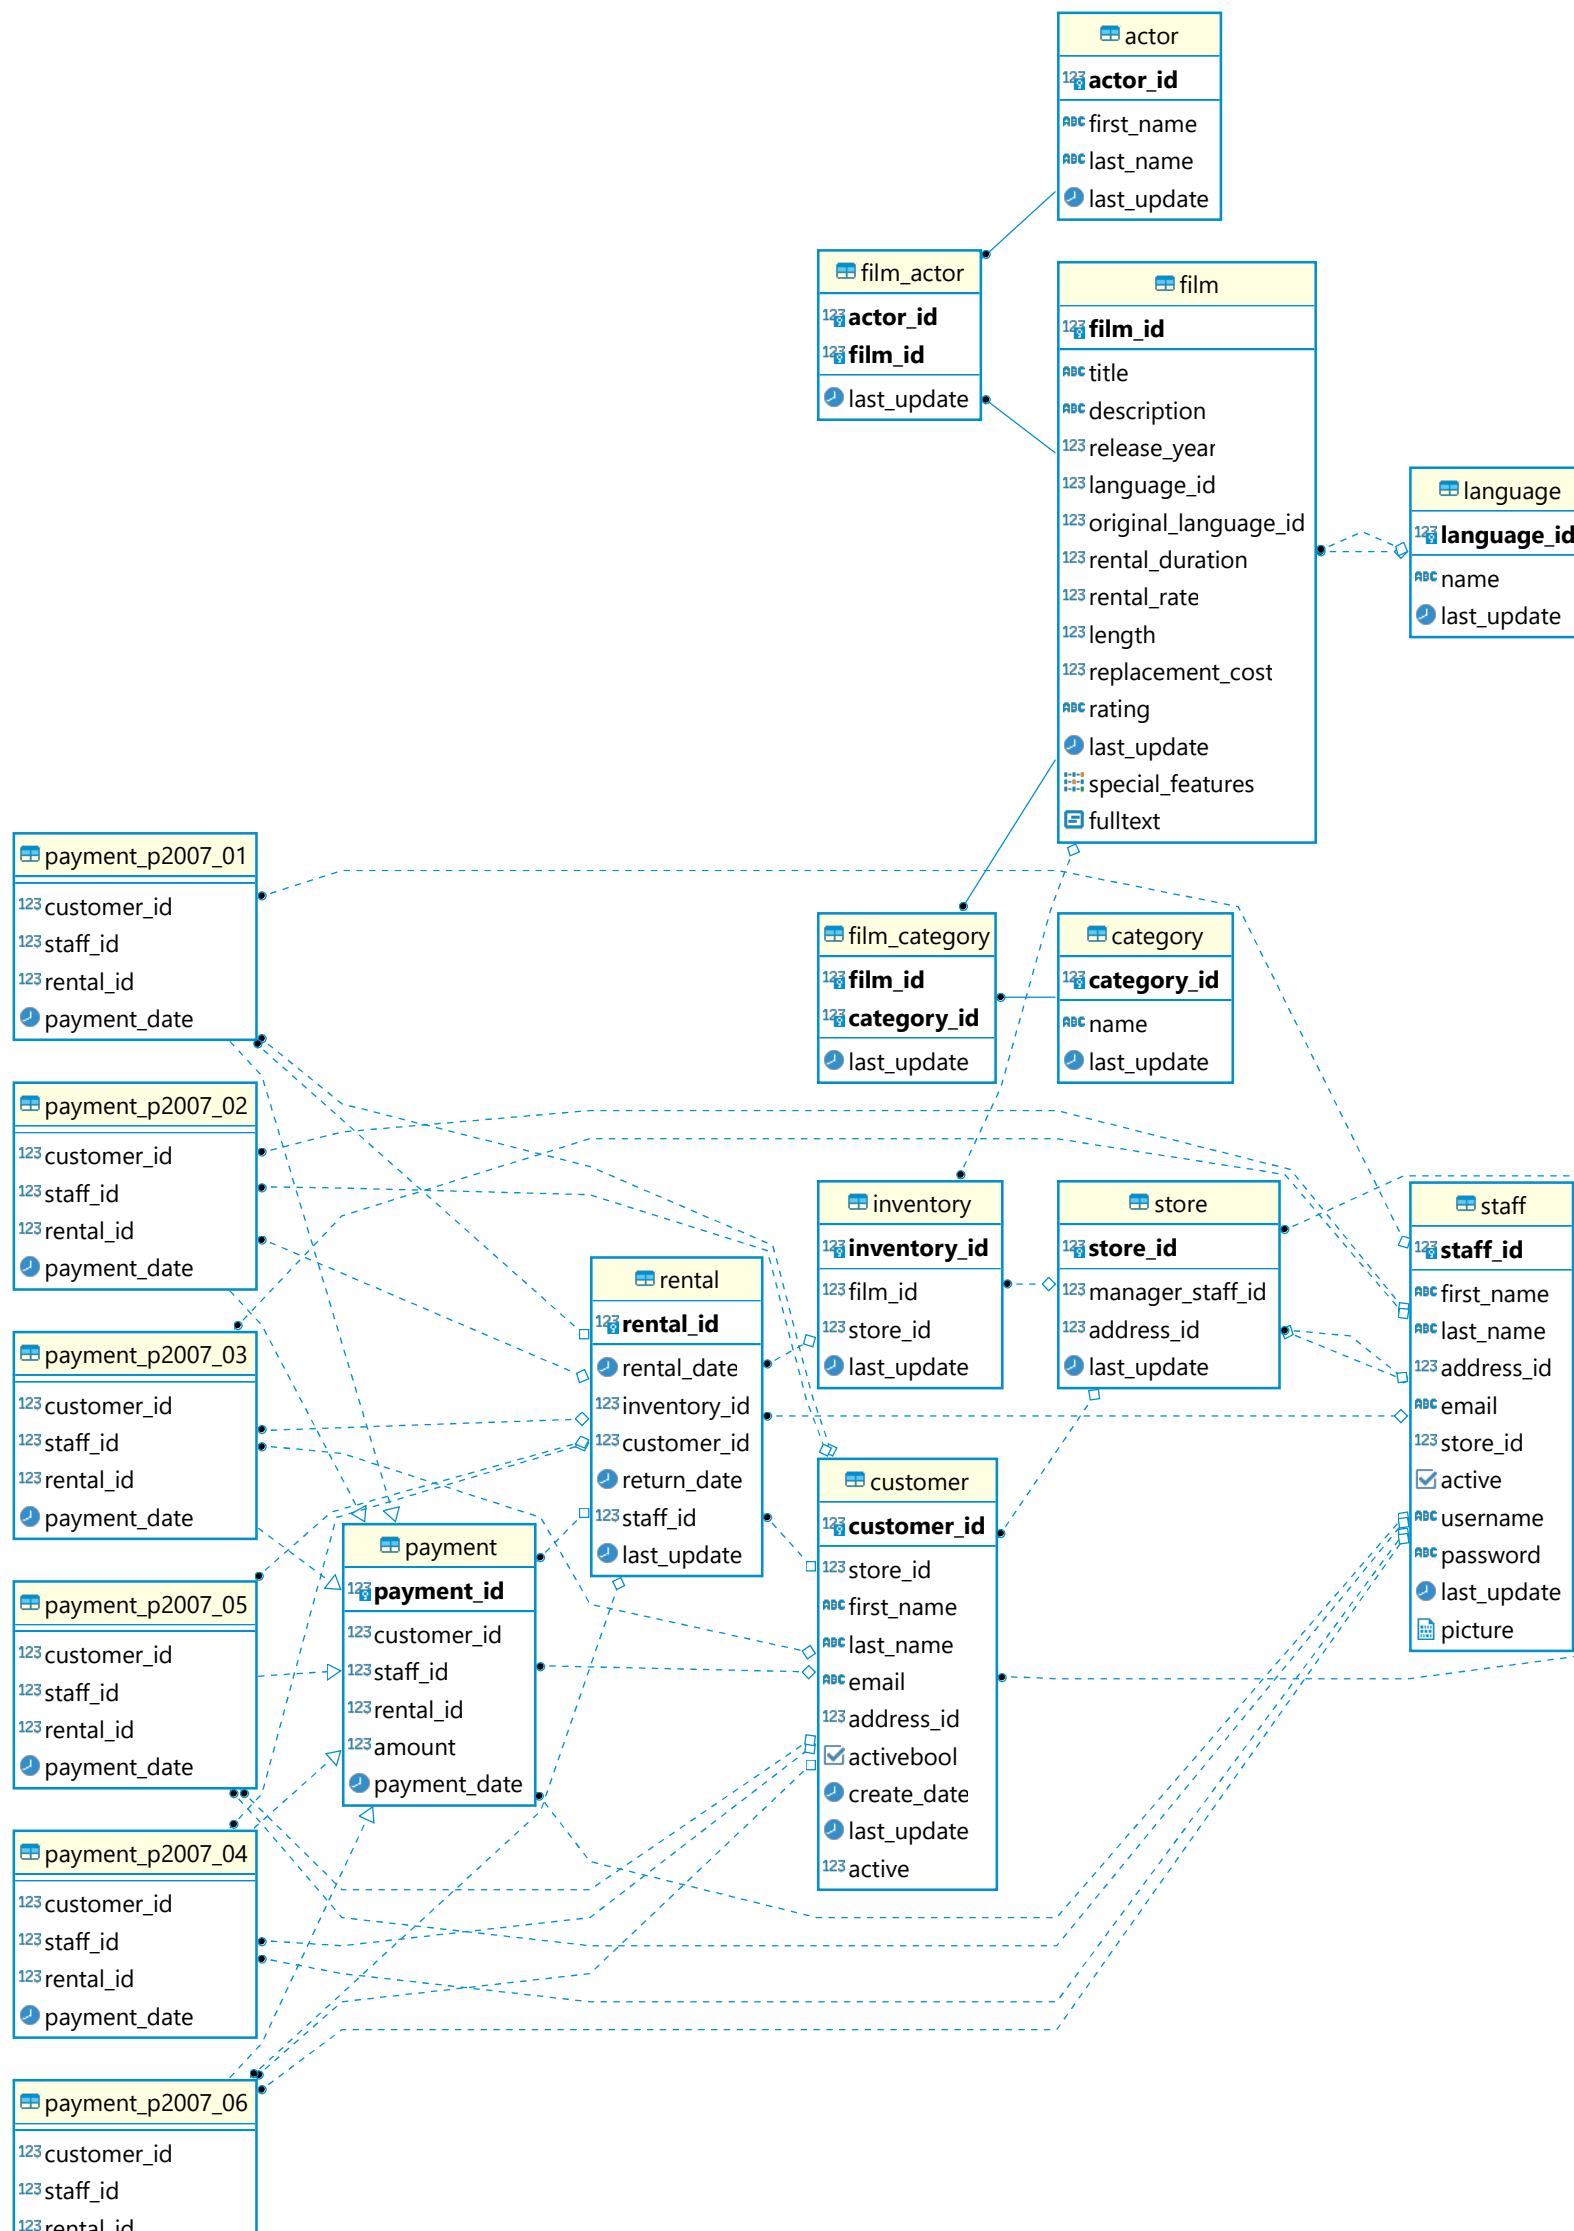 actor
actor_id
first_name
last_name
last_update
film_actor
actor_id
film_id
last_update
film
film_id
title
description
release_year
language_id
original_language_id
rental_duration
rental_rate
length
replacement_cost
rating
last_update
special_features
fulltext
language
language_id
name
last_update
payment_p2007_01
customer_id
staff_id
rental_id
payment_date
film_category
film_id
category_id
last_update
category
category_id
name
last_update
payment_p2007_02
customer_id
staff_id
rental_id
payment_date
inventory
inventory_id
film_id
store_id
last_update
store
store_id
manager_staff_id
address_id
last_update
staff
staff_id
first_name
last_name
address_id
email
store_id
active
username
password
last_update
picture
rental
rental_id
rental_date
inventory_id
customer_id
return_date
staff_id
last_update
payment_p2007_03
customer_id
staff_id
rental_id
payment_date
customer
customer_id
store_id
first_name
last_name
email
address_id
activebool
create_date
last_update
active
payment
payment_id
customer_id
staff_id
rental_id
amount
payment_date
payment_p2007_05
customer_id
staff_id
rental_id
payment_date
payment_p2007_04
customer_id
staff_id
rental_id
payment_date
payment_p2007_06
customer_id
staff_id
rental_id